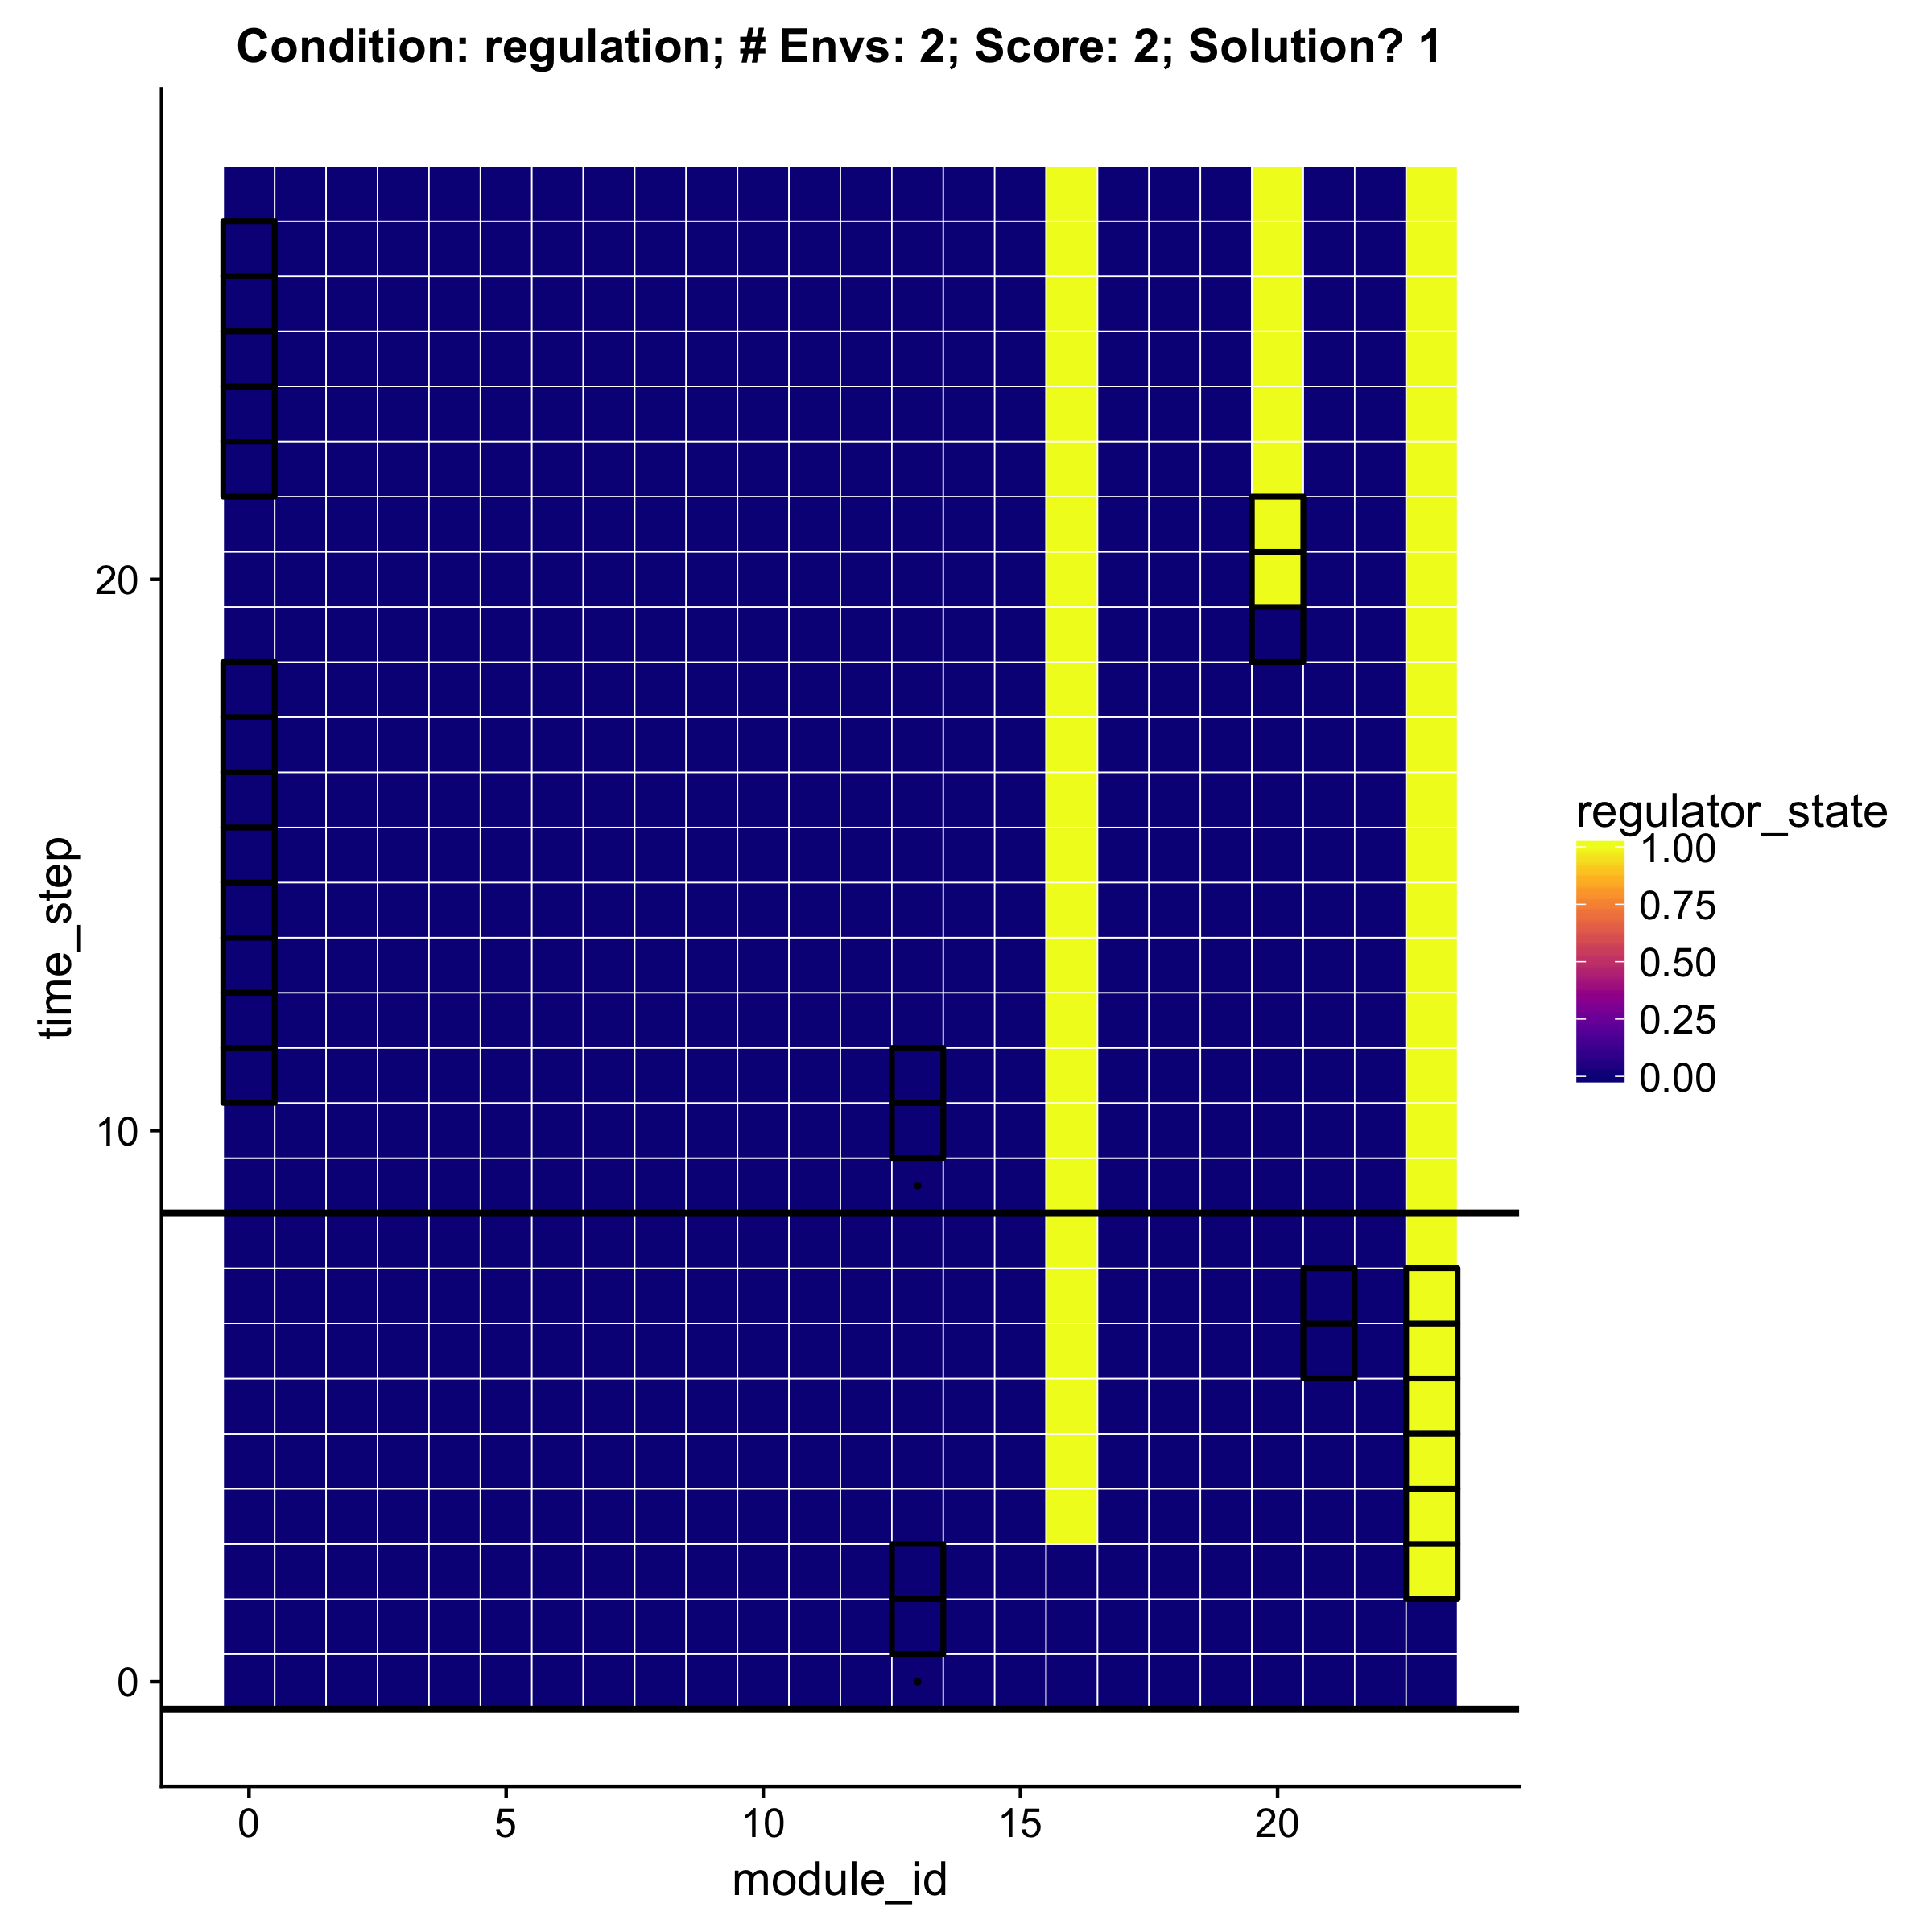 Condition: regulation; # Envs: 2; Score: 2; Solution? 1
time_step
20
10
0
0 5 10 15 20
module_id
regulator_state
1.00
0.75
0.50
0.25
0.00